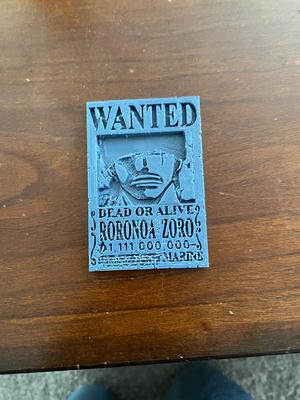 WANTED
DEAD OR ALIVE
RORONOA ZORO
1,111,000,000-
MARINE